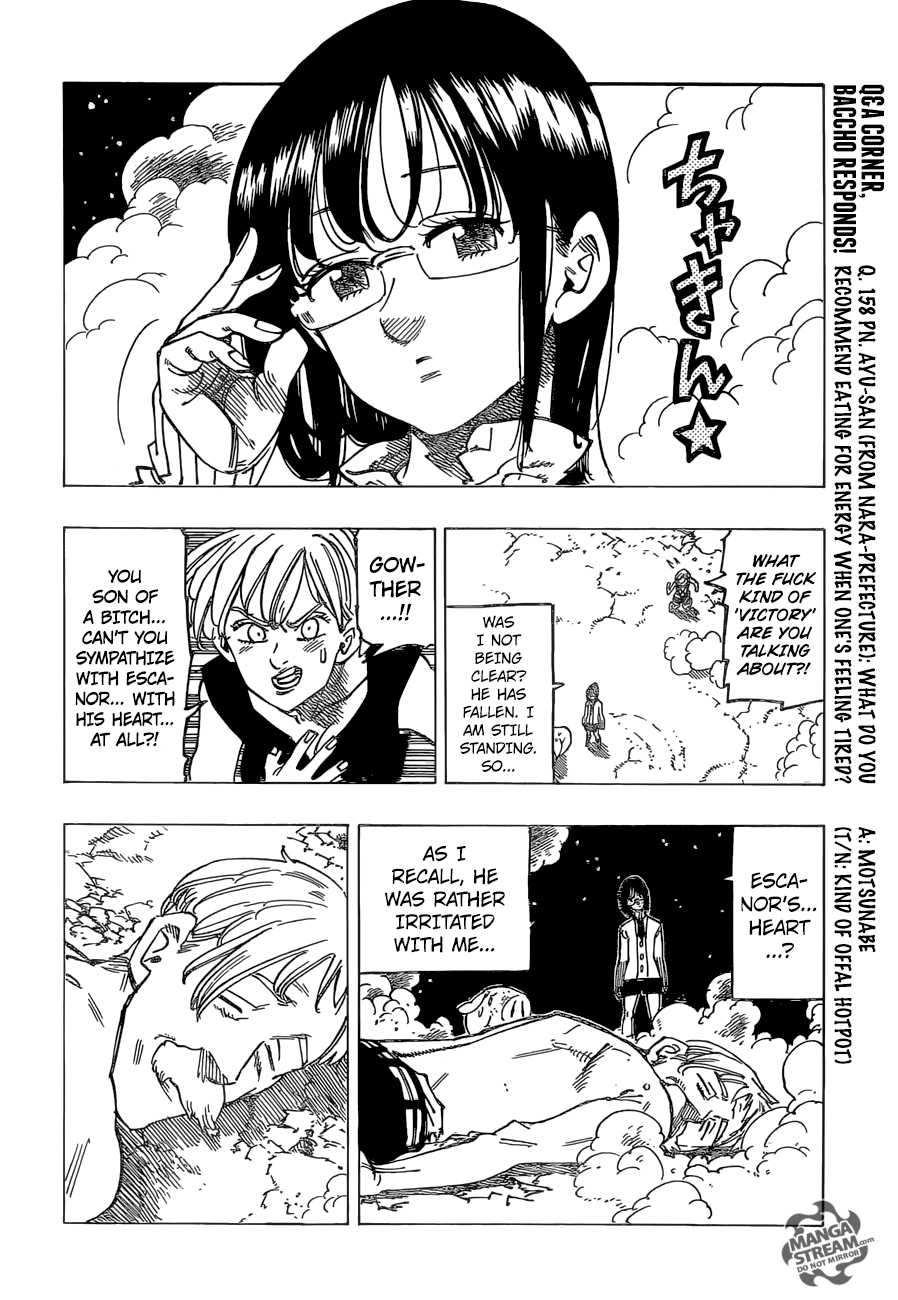 Q&A CORNER,
BACCHO RESPONDS!
Q. 158 PN. AYU-SAN (FROM NARA-PREFECTURE): WHAT DO YOU
RECOMMEND EATING FOR ENERGY WHEN ONE'S FEELING TIRED?
A: MOTSUNABE
(T/N: KIND OF OFFAL HOTPOT)
ちゃきん☆
WHAT
THE FUCK
KIND OF
'VICTORY'
ARE YOU
TALKING
ABOUT?!
WAS
I NOT
BEING
CLEAR?
HE HAS
FALLEN. I
AM STILL
STANDING.
SO...
GOW-
THER
...!!
YOU
SON OF
A BITCH...
CAN'T YOU
SYMPATHIZE
WITH ESCA-
NOR... WITH
HIS HEART...
AT ALL?!
ESCA-
NOR'S...
HEART
...?
AS I
RECALL, HE
WAS RATHER
IRRITATED
WITH ME...
MANGA
STREAM.com
DO NOT MIRROR